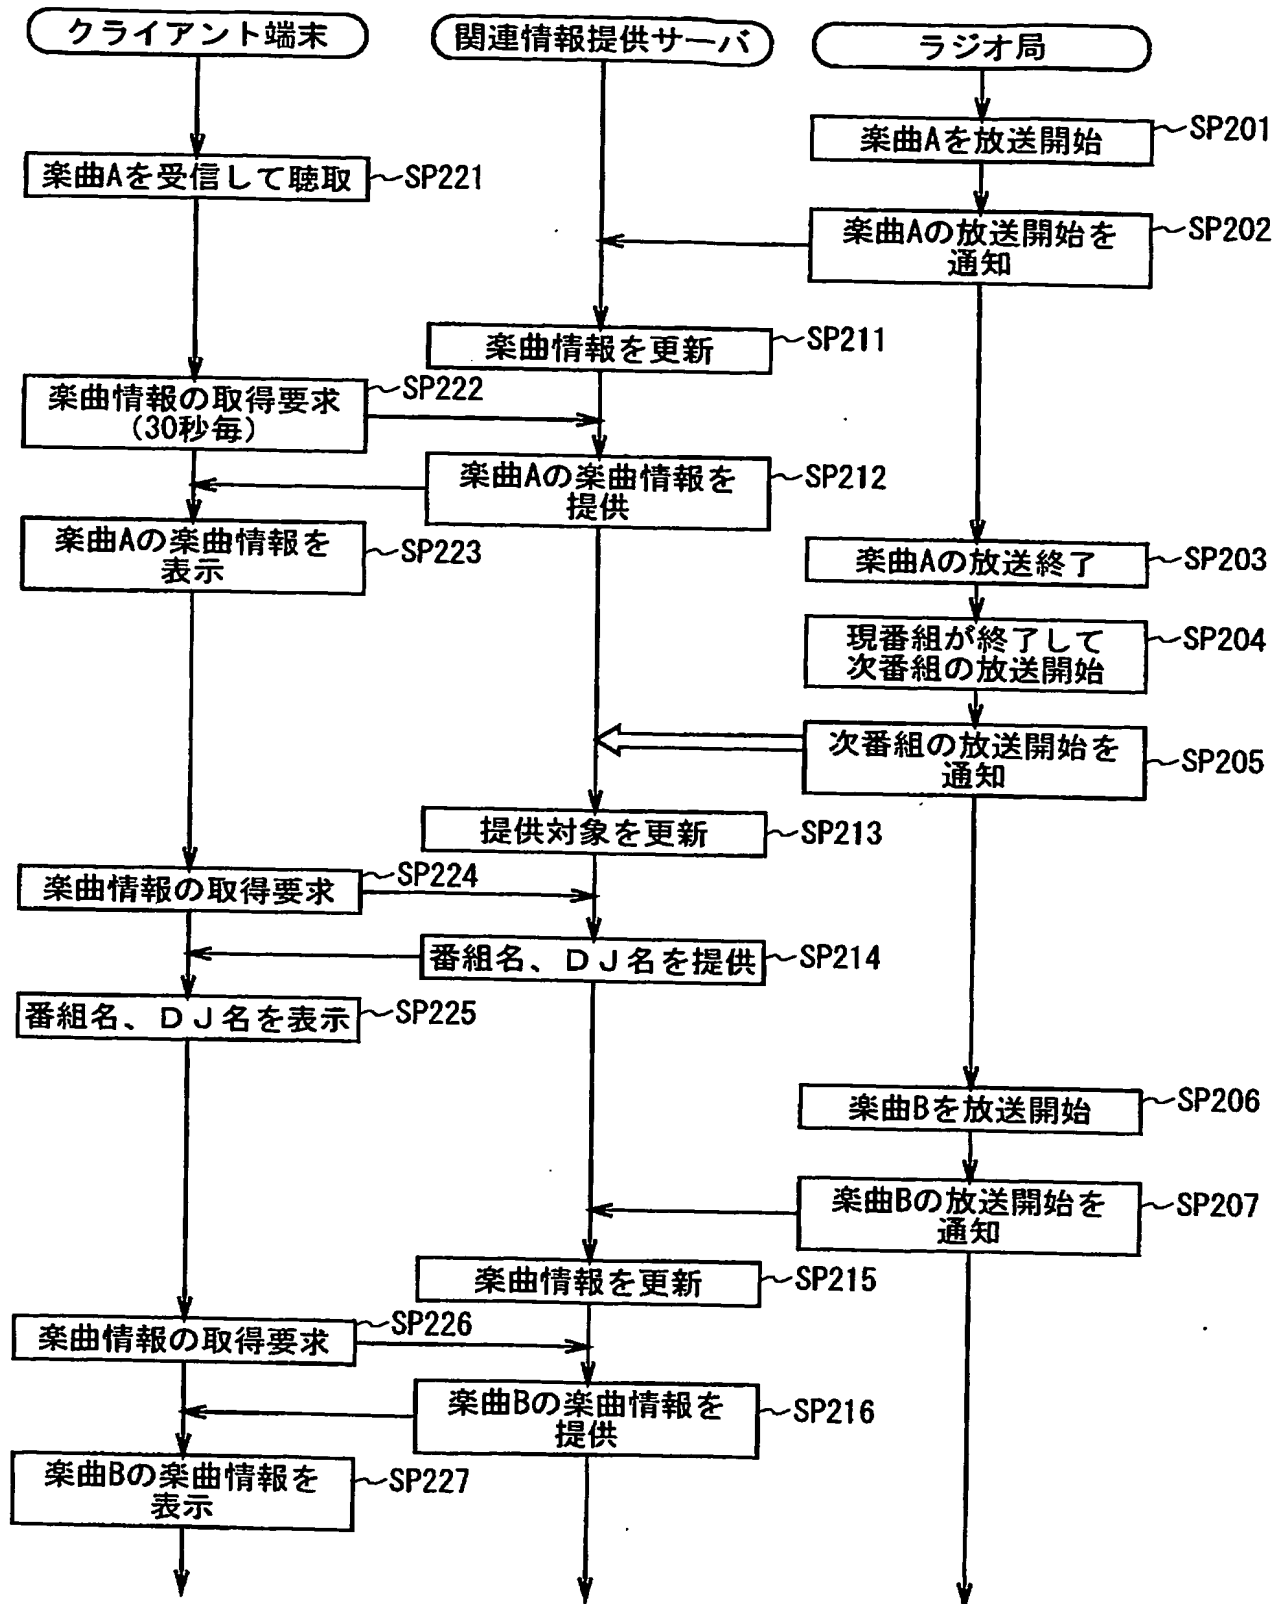 クライアント端末
関連情報提供サーバ
ラジオ局
楽曲Aを放送開始
SP201
楽曲Aを受信して聴取
SP221
楽曲Aの放送開始を
通知
SP202
楽曲情報を更新
SP211
楽曲情報の取得要求
(30秒毎)
SP222
楽曲Aの楽曲情報を
提供
SP212
楽曲Aの楽曲情報を
表示
SP223
楽曲Aの放送終了
SP203
現番組が終了して
次番組の放送開始
SP204
次番組の放送開始を
通知
SP205
提供対象を更新
SP213
楽曲情報の取得要求
SP224
番組名、DJ名を提供
SP214
番組名、DJ名を表示
SP225
楽曲Bを放送開始
SP206
楽曲Bの放送開始を
通知
SP207
楽曲情報を更新
SP215
楽曲情報の取得要求
SP226
楽曲Bの楽曲情報を
提供
SP216
楽曲Bの楽曲情報を
表示
SP227